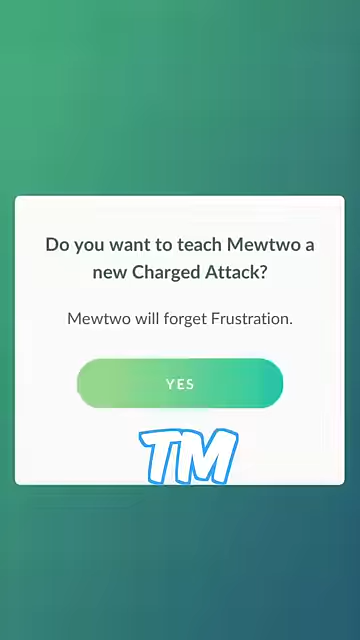 Do you want to teach Mewtwo a
new Charged Attack?
Mewtwo will forget Frustration.
YES
TM